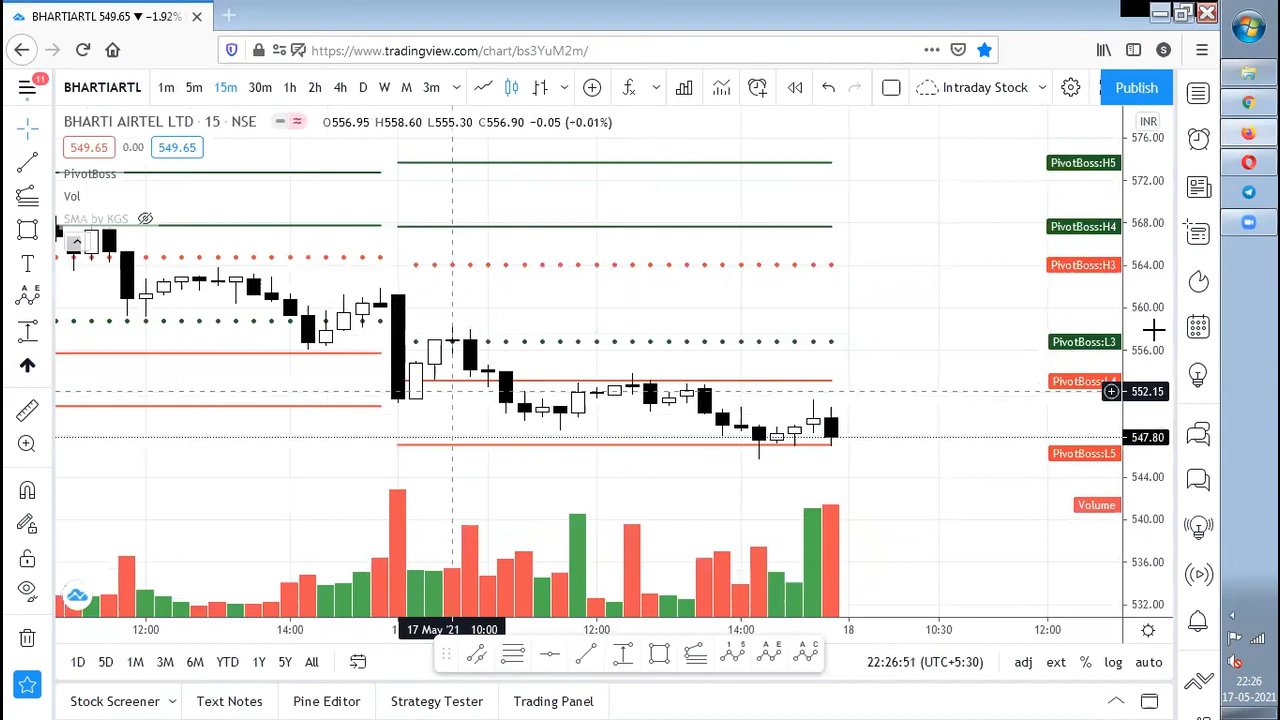 BHARTIARTL 549.65 ▼ −1.92%
https://www.tradingview.com/chart/bs3YuM2m/
S
11
BHARTIARTL 1m 5m 15m 30m 1h 2h 4h D W M 3m Intraday Stock Publish
BHARTI AIRTEL LTD · 15 · NSE O556.95 H558.60 C556.90 −0.05 (−0.01%) INR
549.65 0.00 549.65
PivotBoss
Vol
SMA by KGS
576.00
PivotBoss:H5
572.00
568.00
PivotBoss:H4
564.00
PivotBoss:H3
560.00
PivotBoss:L3
556.00
PivotBoss:L4
552.15
547.80
PivotBoss:L5
544.00
Volume
540.00
536.00
532.00
12:00 14:00 17 May '21 10:00 12:00 14:00 18 10:30 12:00
1D 5D 1M 3M 6M YTD 1Y 5Y All 22:26:51 (UTC+5:30) adj ext % log auto
Stock Screener Text Notes Pine Editor Strategy Tester Trading Panel
22:26
17-05-2021